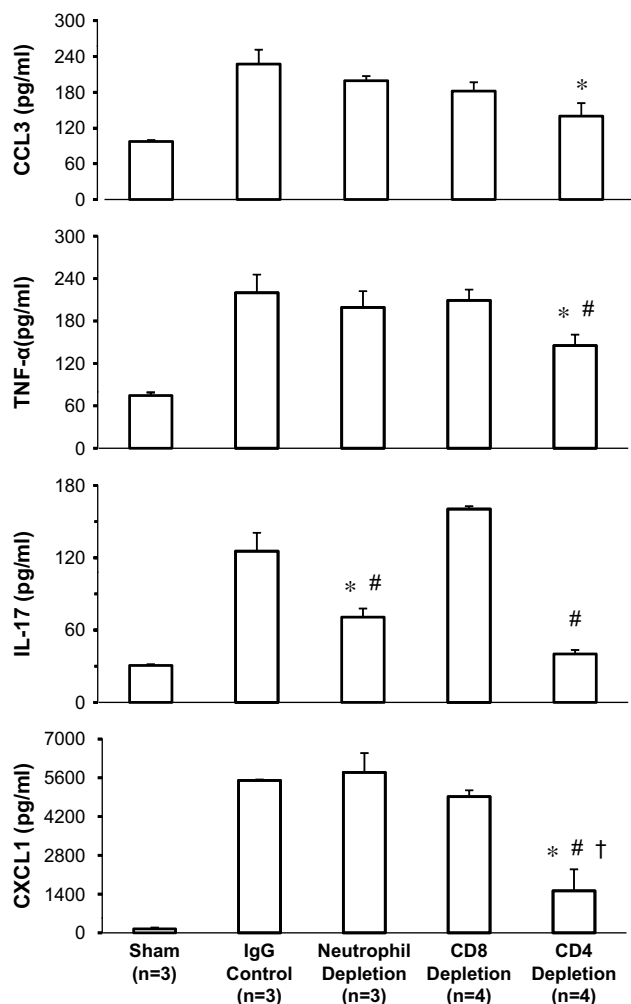 300
240
180
120
60
0
CCL3 (pg/ml)
*
300
240
180
120
60
0
TNF-α(pg/ml)
* #
180
120
60
0
IL-17 (pg/ml)
* #
#
7000
5600
4200
2800
1400
0
CXCL1 (pg/ml)
* # †
Sham
(n=3)
IgG
Control
(n=3)
Neutrophil
Depletion
(n=3)
CD8
Depletion
(n=4)
CD4
Depletion
(n=4)